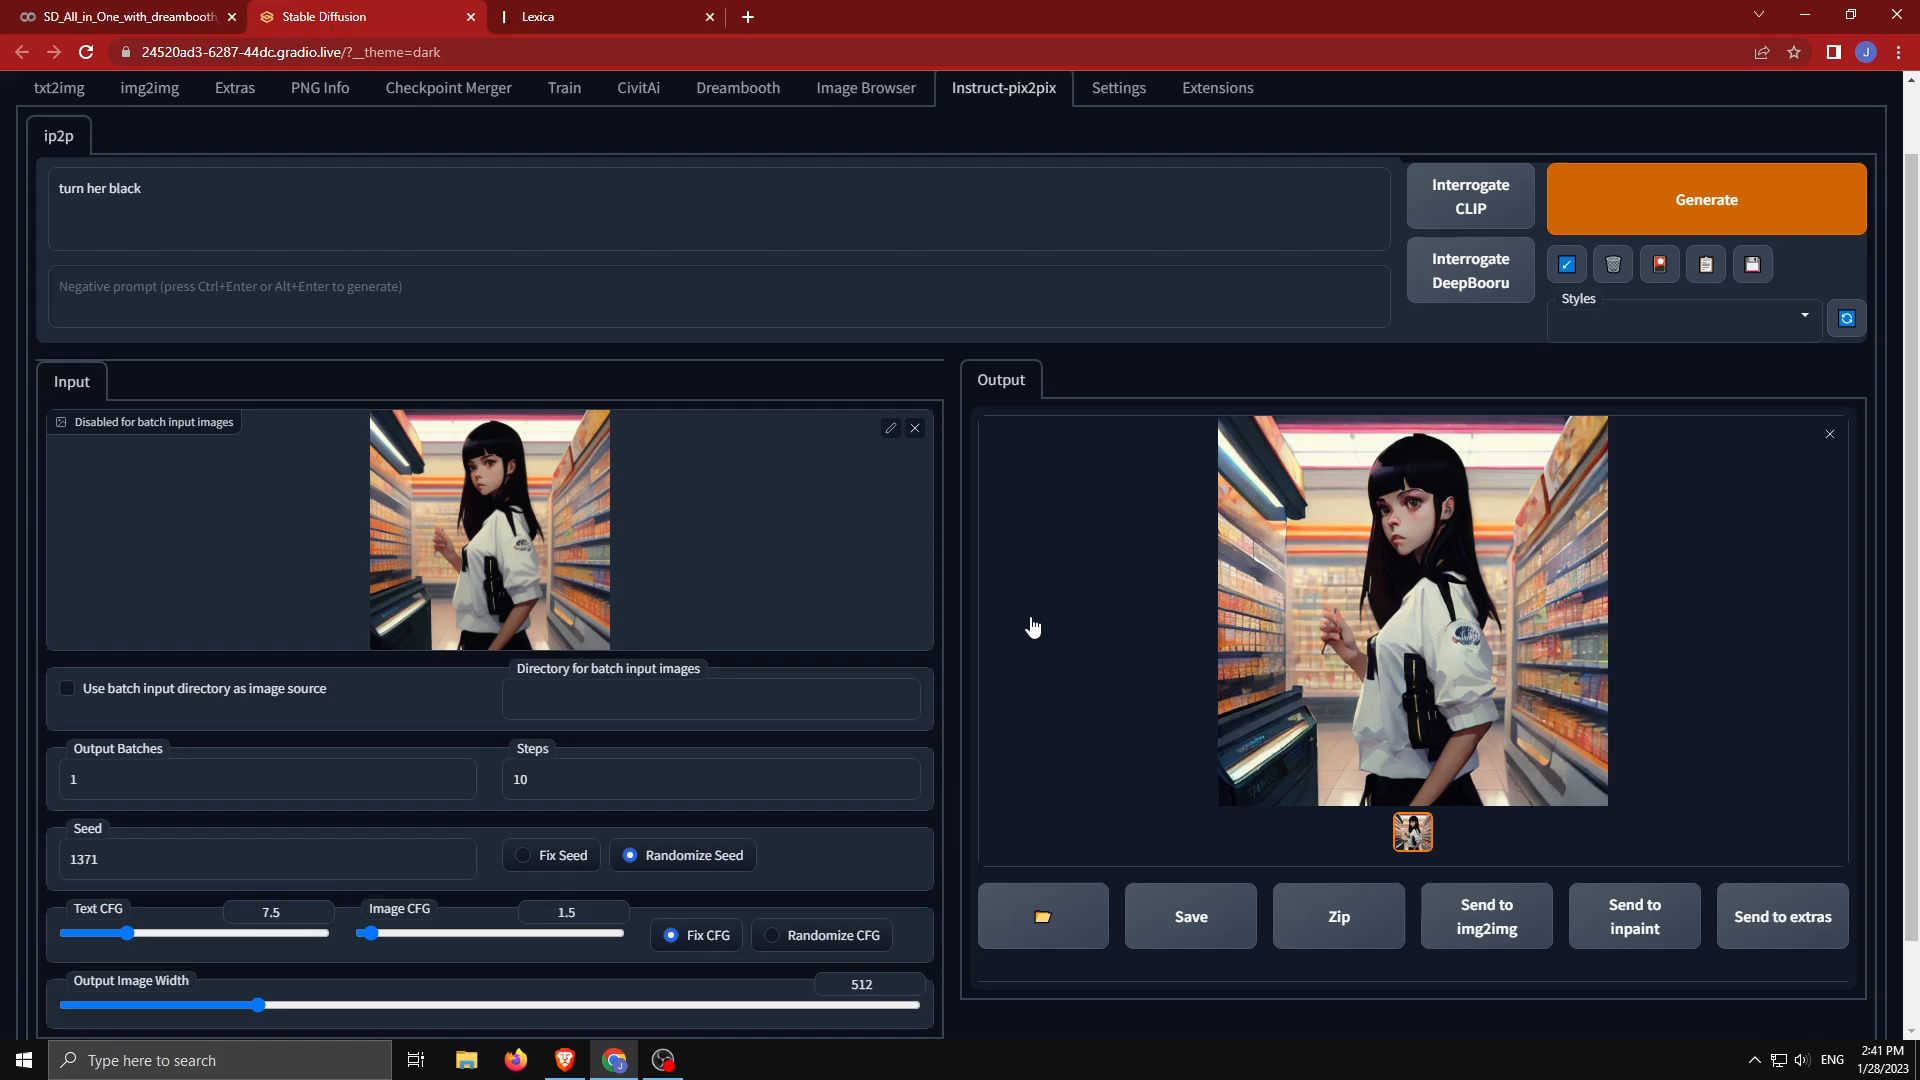 SD_All_in_One_with_dreambooth
Stable Diffusion
Lexica
24520ad3-6287-44dc.gradio.live/?__theme=dark
J
txt2img
img2img
Extras
PNG Info
Checkpoint Merger
Train
CivitAi
Dreambooth
Image Browser
Instruct-pix2pix
Settings
Extensions
ip2p
turn her black
Interrogate
CLIP
Generate
Negative prompt (press Ctrl+Enter or Alt+Enter to generate)
Interrogate
DeepBooru
Styles
Input
Output
Disabled for batch input images
Use batch input directory as image source
Directory for batch input images
Output Batches
1
Steps
10
Seed
1371
Fix Seed
Randomize Seed
Text CFG
7.5
Image CFG
1.5
Fix CFG
Randomize CFG
Output Image Width
512
Save
Zip
Send to
img2img
Send to
inpaint
Send to extras
Type here to search
ENG
2:41 PM
1/28/2023